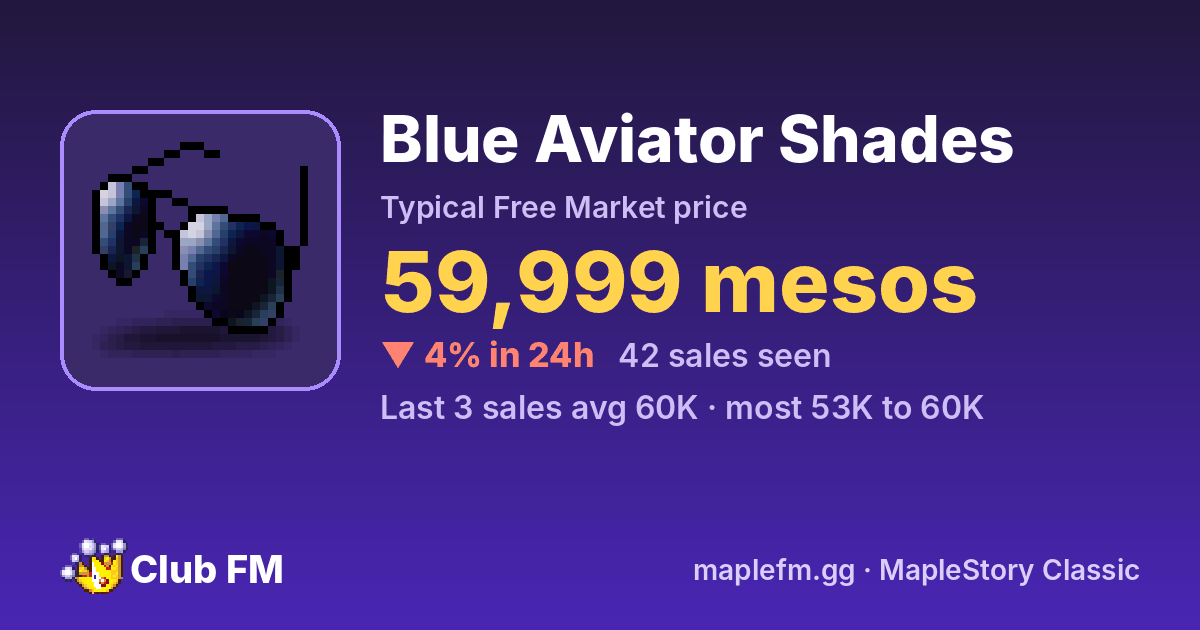 Blue Aviator Shades
Typical Free Market price
59,999 mesos
▼ 4% in 24h 42 sales seen
Last 3 sales avg 60K · most 53K to 60K
Club FM
maplefm.gg · MapleStory Classic